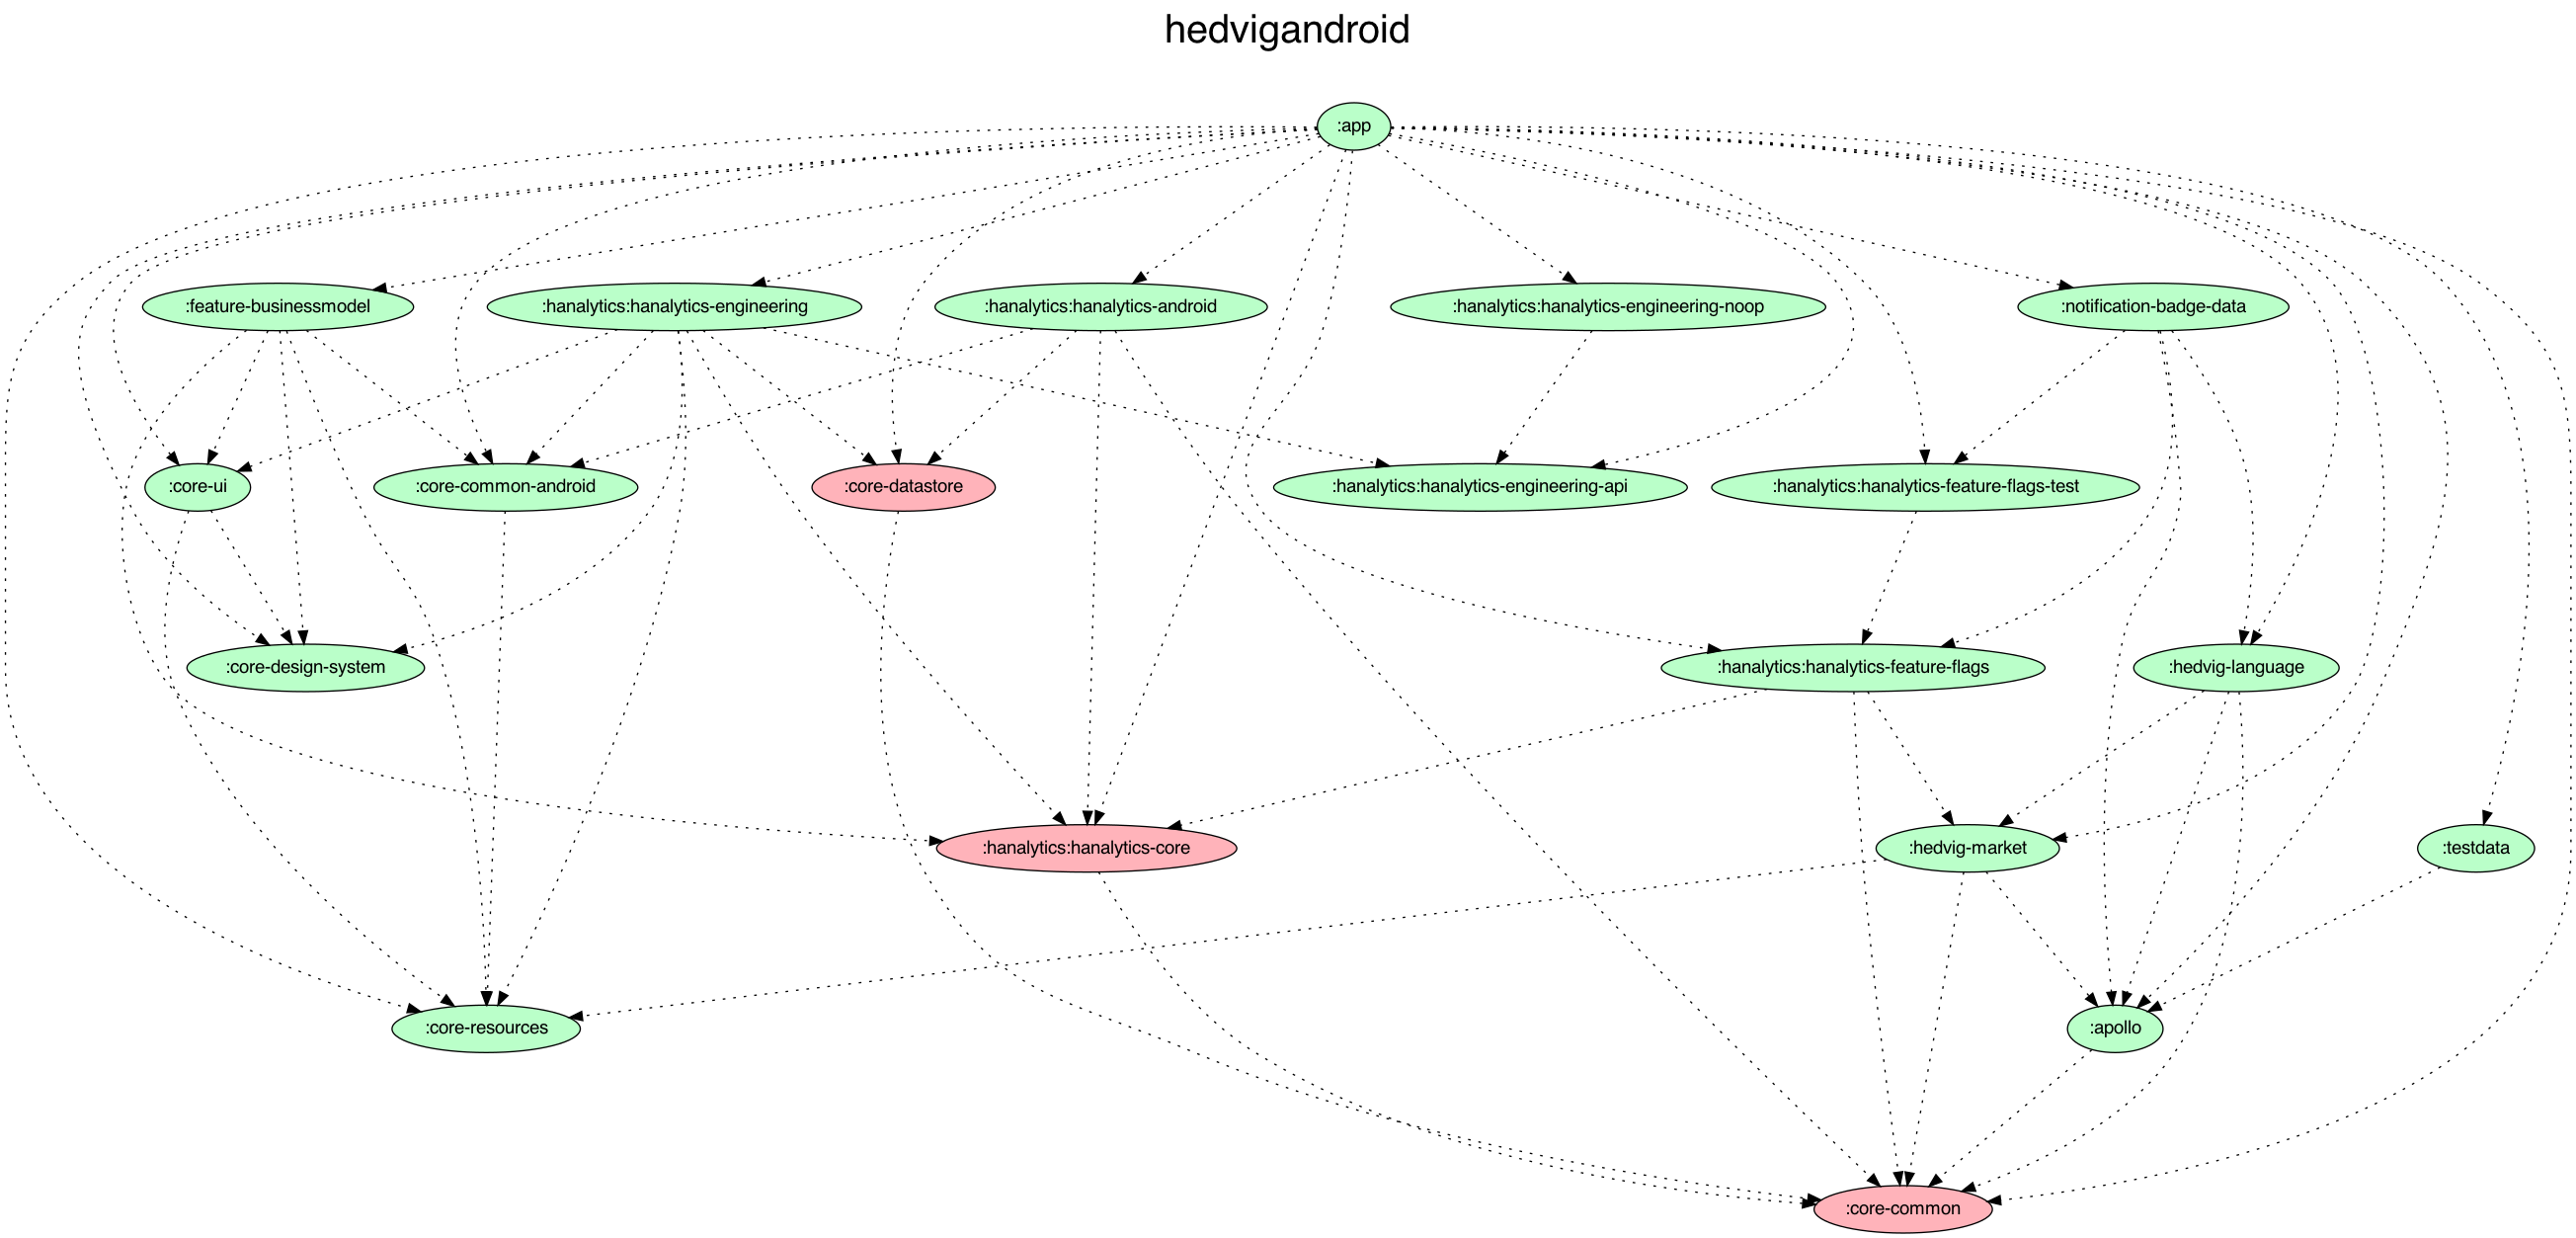 hedvigandroid
:app
:feature-businessmodel
:hanalytics:hanalytics-engineering
:hanalytics:hanalytics-android
:hanalytics:hanalytics-engineering-noop
:notification-badge-data
:core-ui
:core-common-android
:core-datastore
:hanalytics:hanalytics-engineering-api
:hanalytics:hanalytics-feature-flags-test
:core-design-system
:hanalytics:hanalytics-feature-flags
:hedvig-language
:hanalytics:hanalytics-core
:hedvig-market
:testdata
:core-resources
:apollo
:core-common